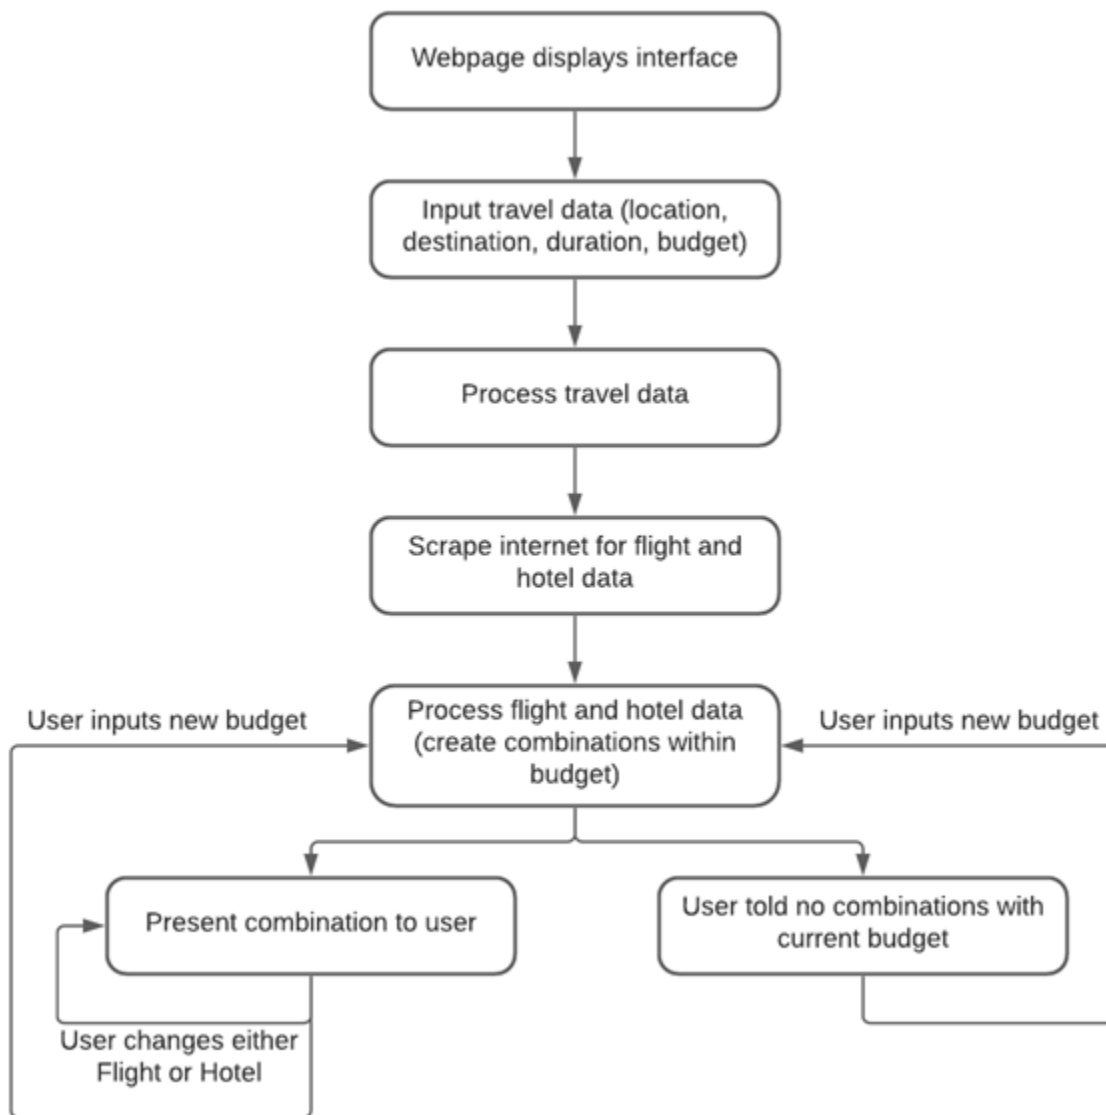 Webpage displays interface
Input travel data (location,
destination, duration, budget)
Process travel data
Scrape internet for flight and
hotel data
User inputs new budget
Process flight and hotel data
(create combinations within
budget)
User inputs new budget
Present combination to user
User told no combinations with
current budget
User changes either
Flight or Hotel